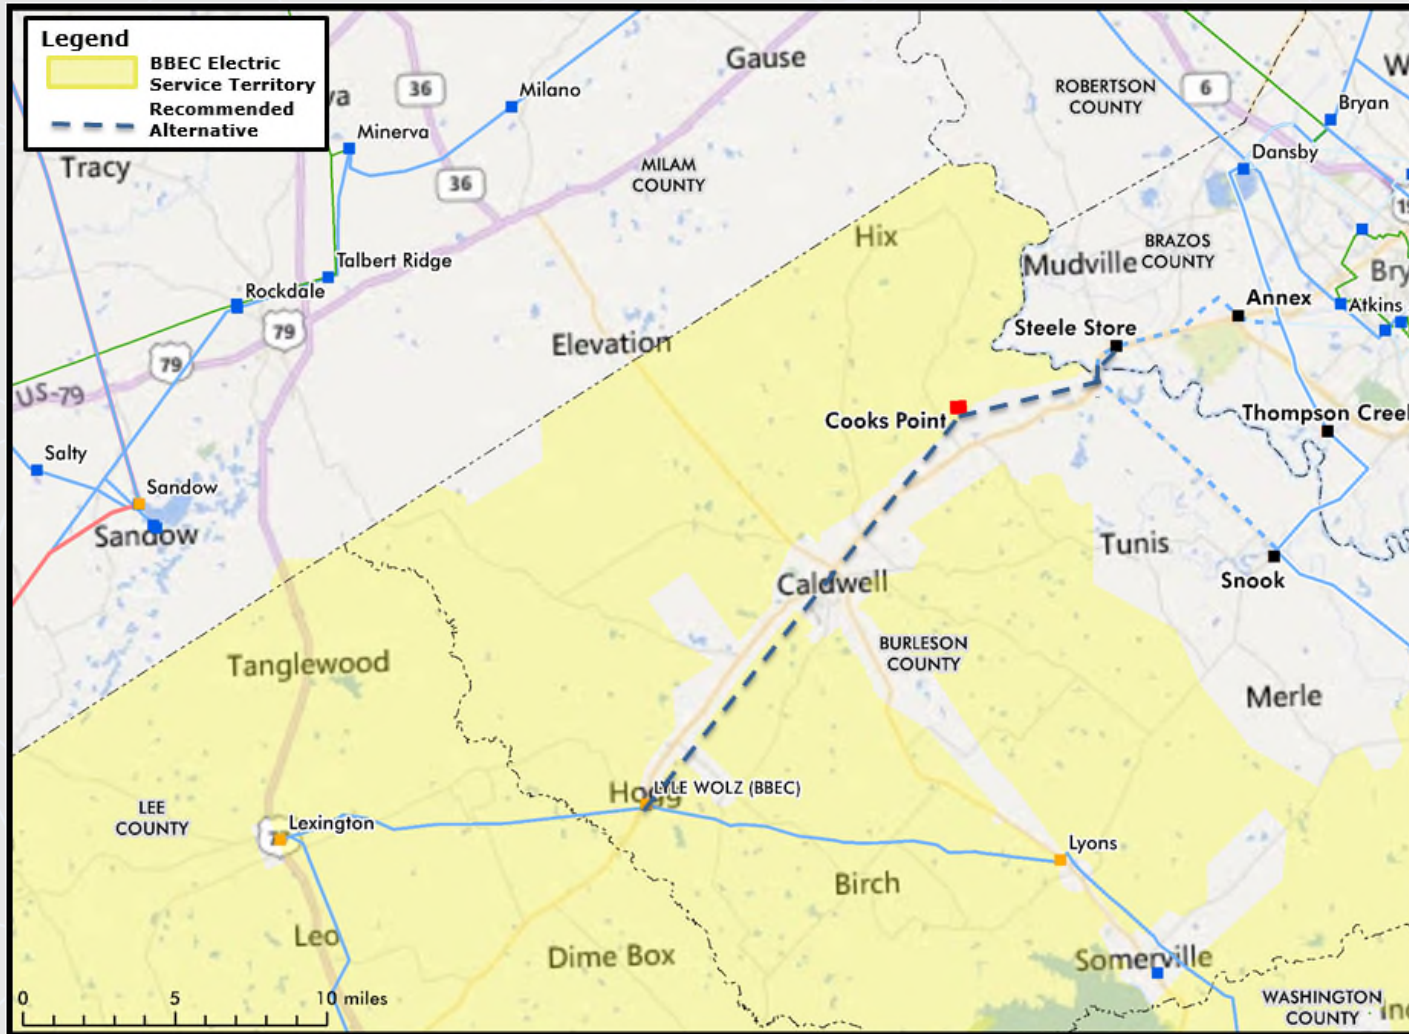 Legend
BBEC Electric
Service Territory
Recommended
Alternative
36
Gause
ROBERTSON
COUNTY
6
Milano
Bryan
Minerva
Dansby
Tracy
36
MILAM
COUNTY
Hix
BRAZOS
COUNTY
Mudville
Talbert Ridge
Rockdale
Annex
Atkins
79
Steele Store
Elevation
79
US-79
Cooks Point
Salty
Sandow
Sandow
Tunis
Caldwell
Snook
BURLESON
COUNTY
Tanglewood
Merle
LYLE WOLZ (BBEC)
Hogg
LEE
COUNTY
Lexington
Lyons
Birch
Leo
Dime Box
Somerville
0 5 10 miles
WASHINGTON
COUNTY